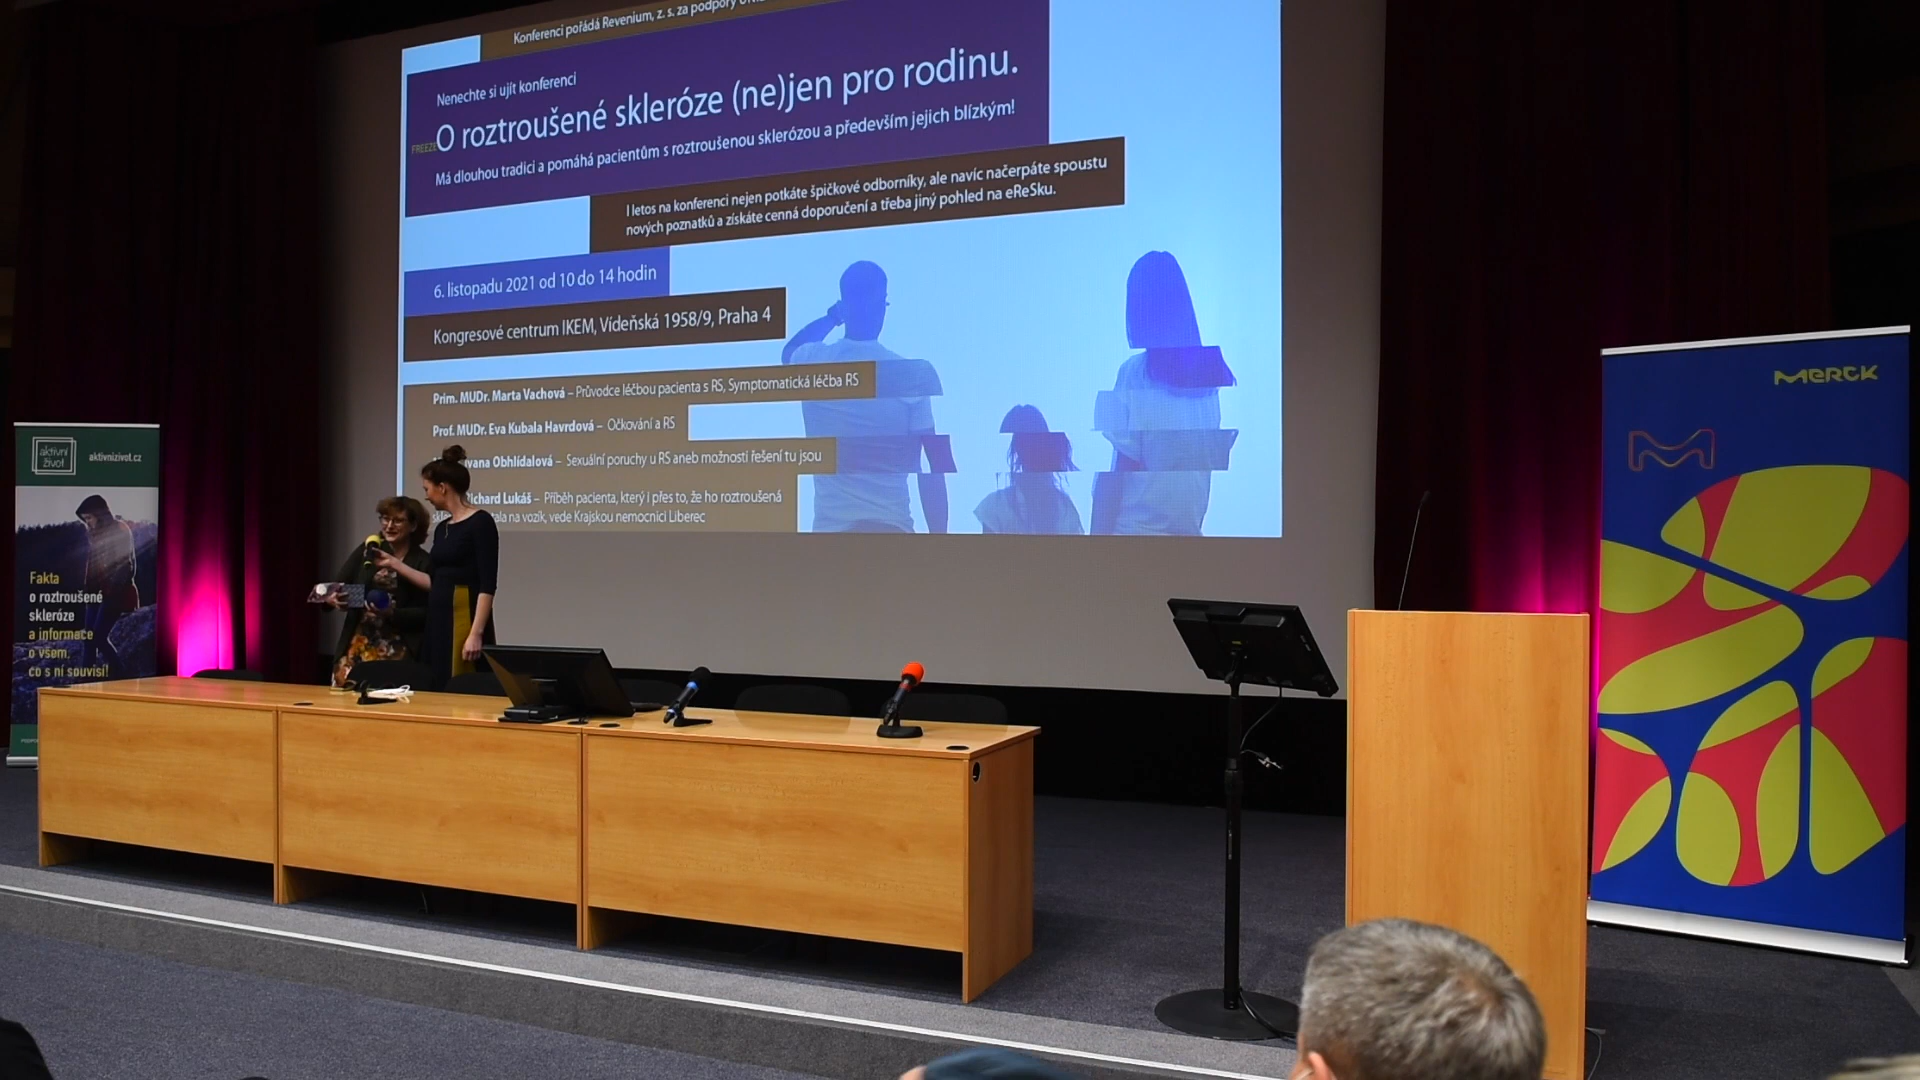 Konferenci pořádá Revenium, z. s. za podpory
Nenechte si ujít konferenci
O roztroušené skleróze (ne)jen pro rodinu.
FREEZE
Má dlouhou tradici a pomáhá pacientům s roztroušenou sklerózou a především jejich blízkým!
I letos na konferenci nejen potkáte špičkové odborníky, ale navíc načerpáte spoustu
nových poznatků a získáte cenná doporučení a třeba jiný pohled na eReSku.
6. listopadu 2021 od 10 do 14 hodin
Kongresové centrum IKEM, Vídeňská 1958/9, Praha 4
Prim. MUDr. Marta Vachová – Průvodce léčbou pacienta s RS, Symptomatická léčba RS
Prof. MUDr. Eva Kubala Havrdová – Očkování a RS
Obhlídalová – Sexuální poruchy u RS aneb možnosti řešení tu jsou
Richard Lukáš – Příběh pacienta, který i přes to, že ho roztroušená
na vozík, vede Krajskou nemocnici Liberec
aktivní
život
aktivnizivot.cz
Fakta
o roztroušené
skleróze
a informace
o všem,
co s ní souvisí!
Merck